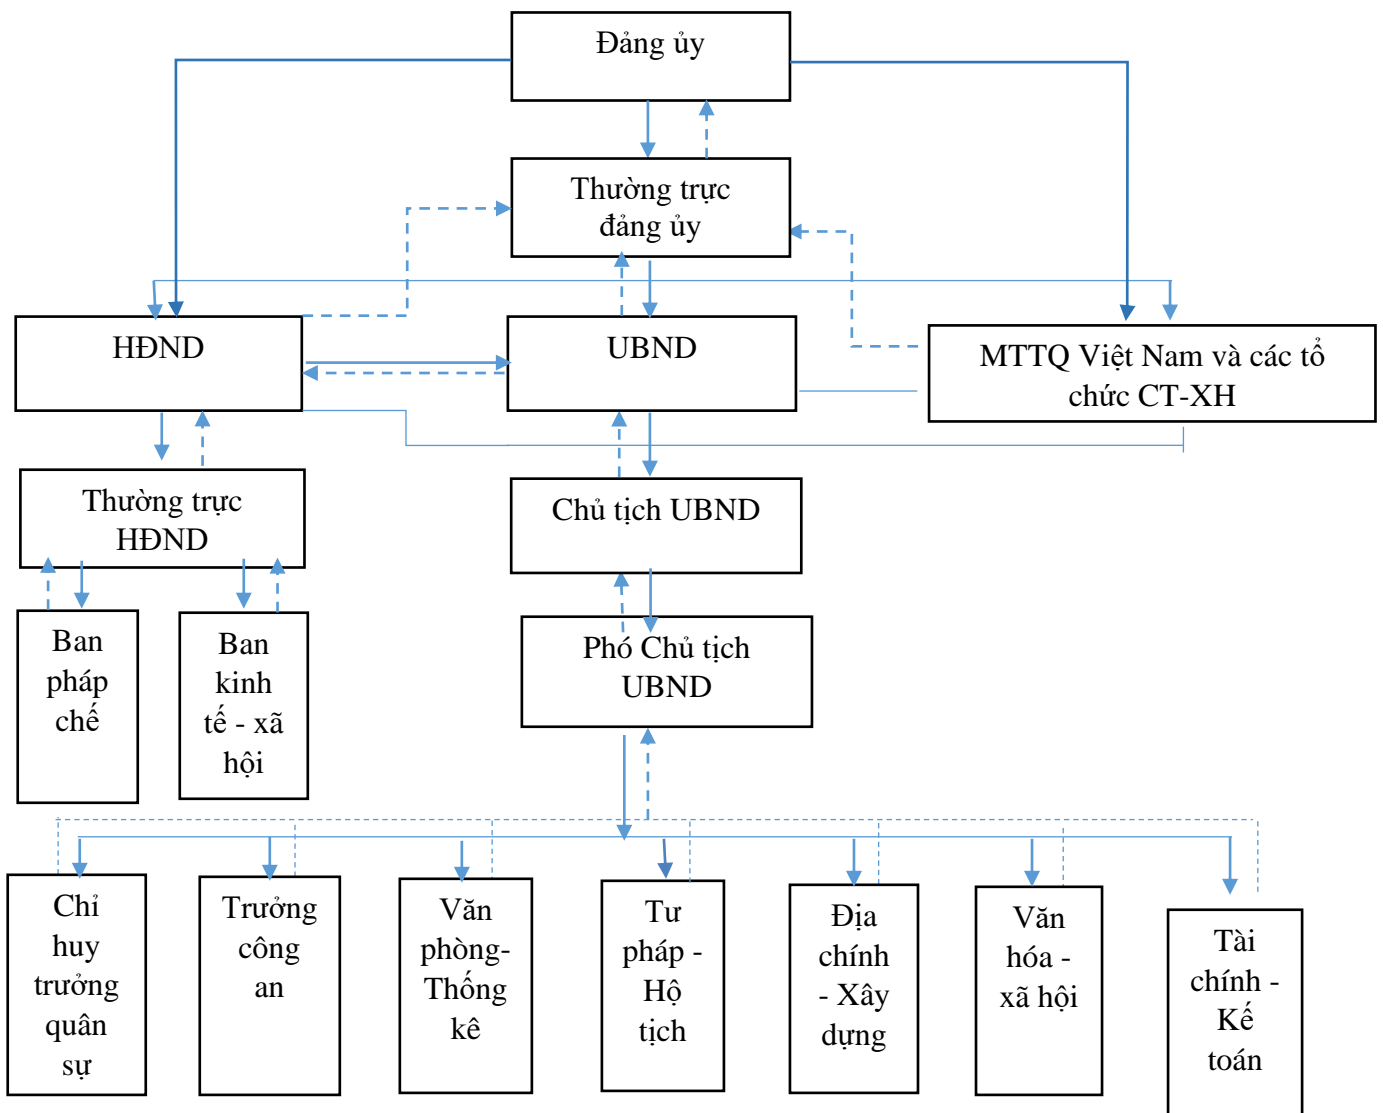 Đảng ủy
Thường trực
đảng ủy
HĐND
UBND
MTTQ Việt Nam và các tổ
chức CT-XH
Thường trực
HĐND
Chủ tịch UBND
Ban
pháp
chế
Ban
kinh
tế - xã
hội
Phó Chủ tịch
UBND
Chỉ
huy
trưởng
quân
sự
Trưởng
công
an
Văn
phòng-
Thống
kê
Tư
pháp -
Hộ
tịch
Địa
chính
- Xây
dựng
Văn
hóa -
xã hội
Tài
chính -
Kế
toán